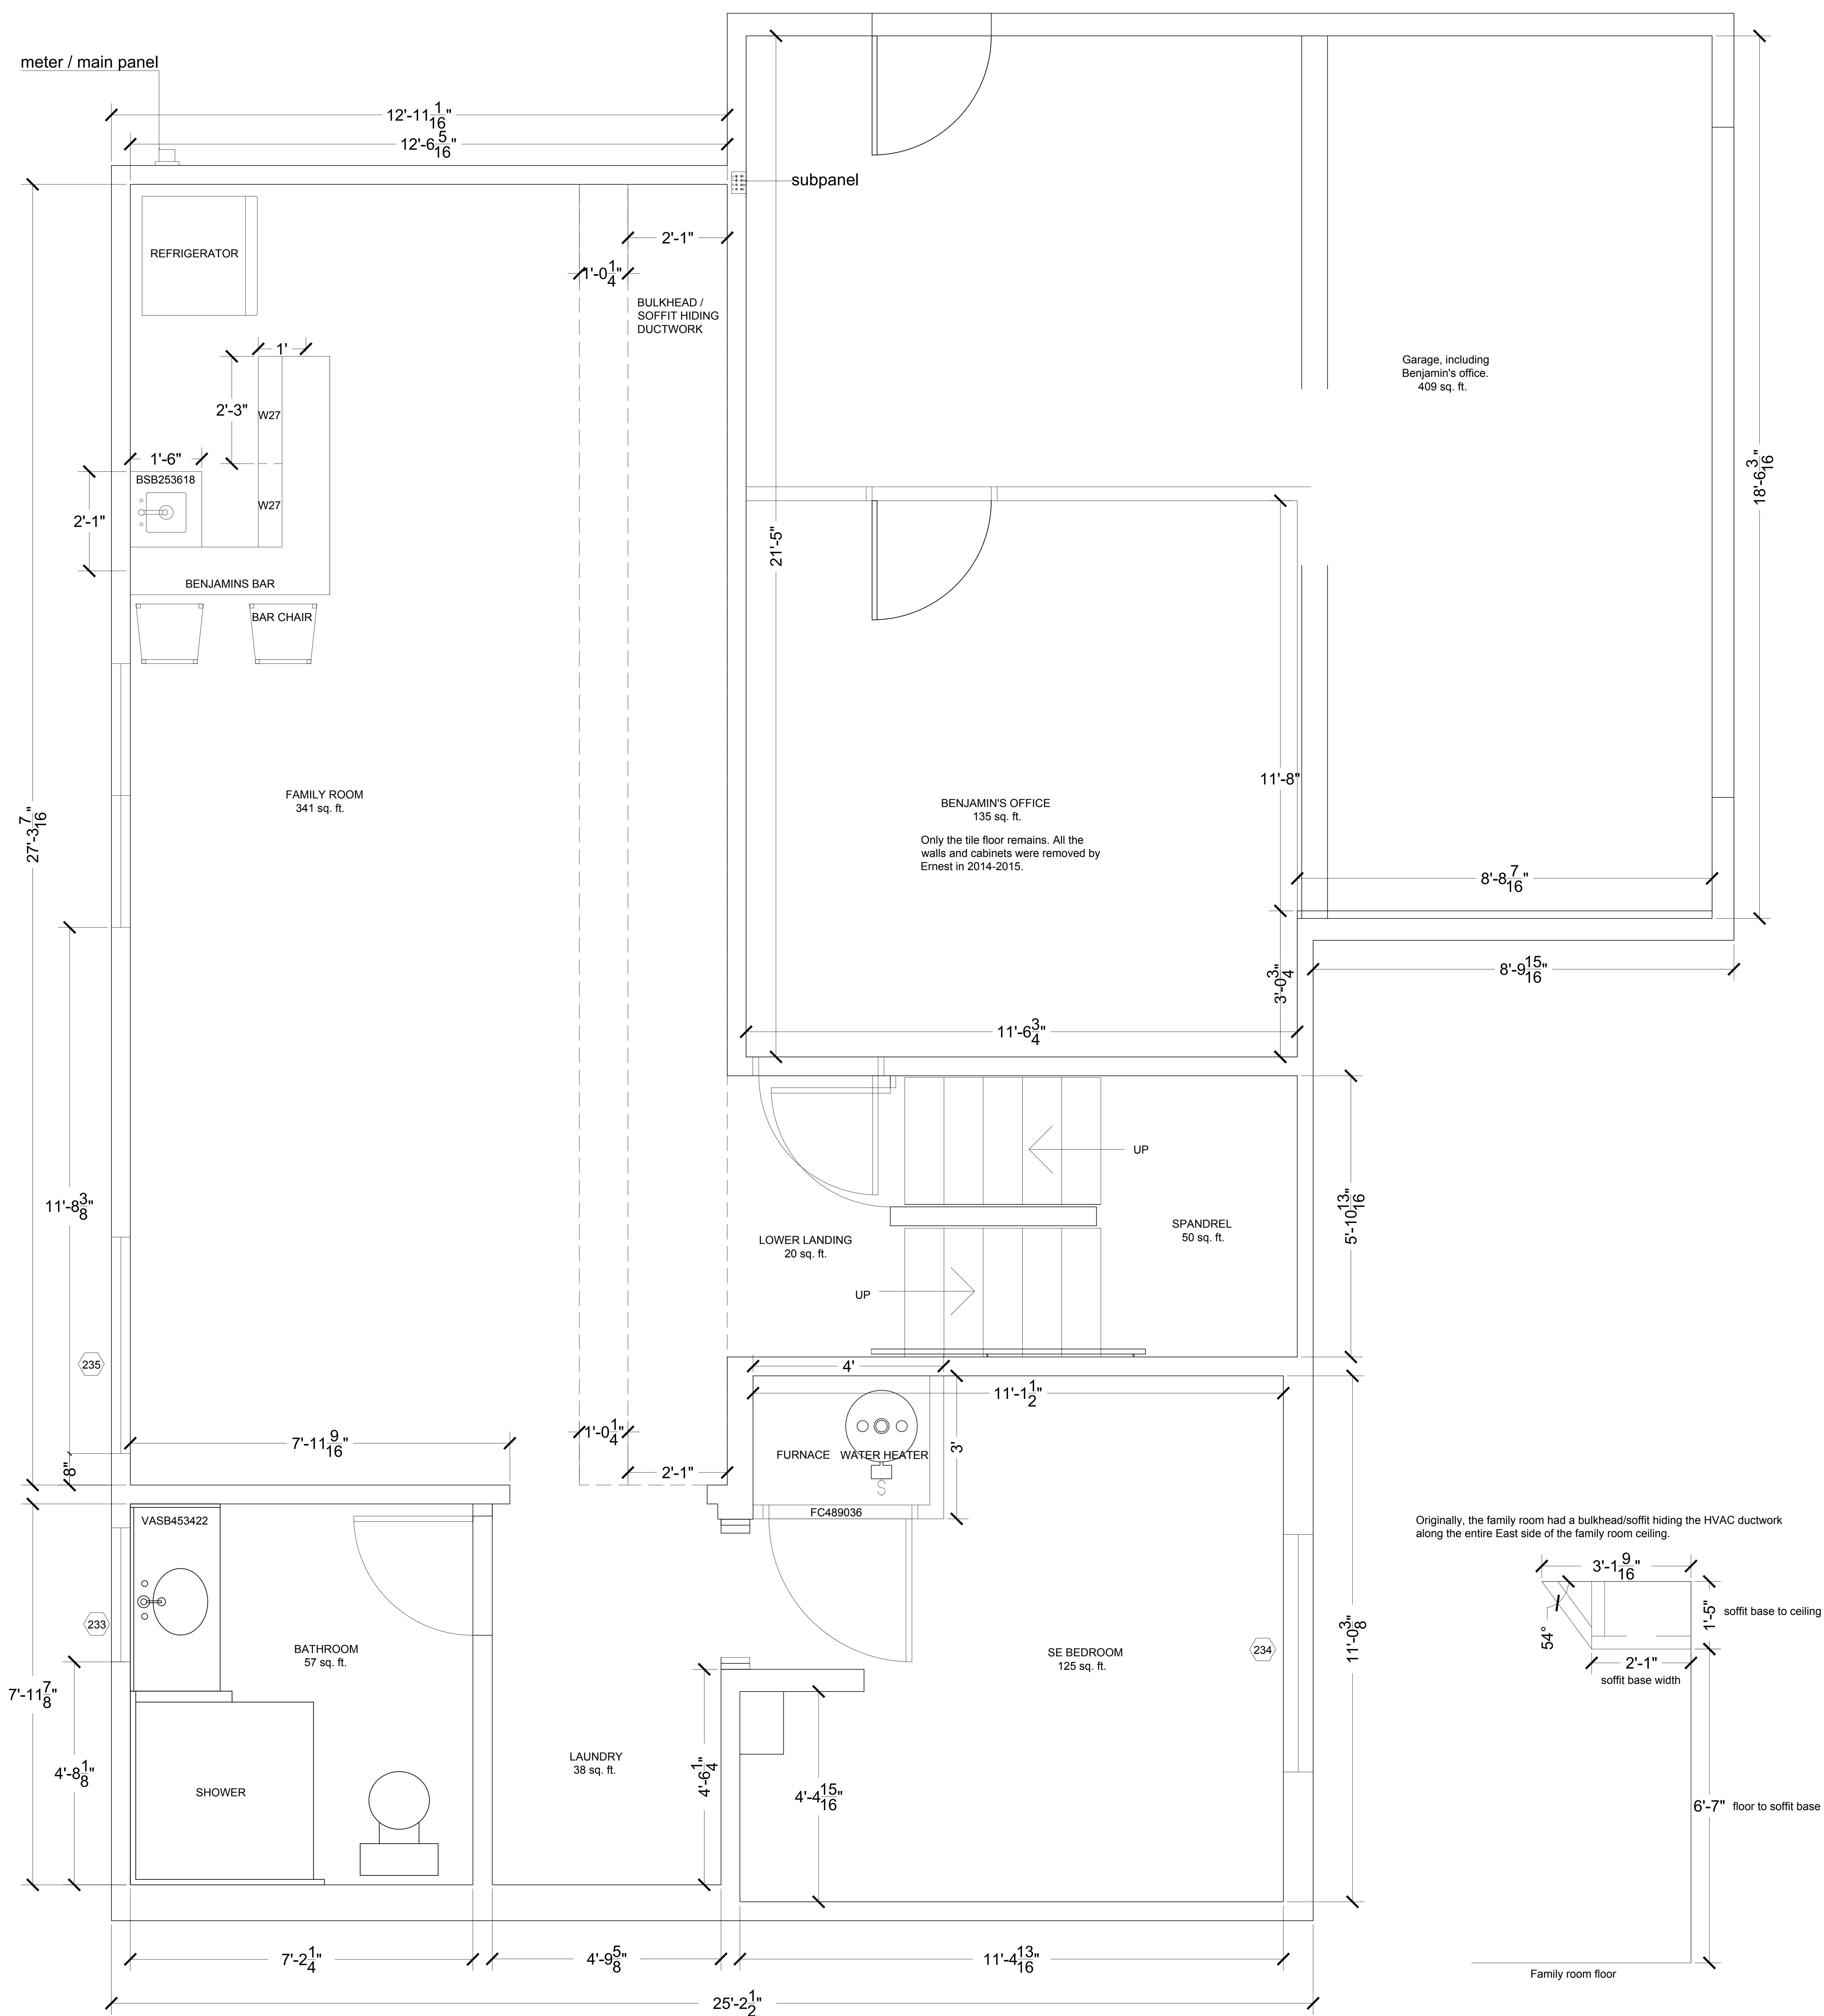 meter / main panel
12'-11 1/16"
12'-6 5/16"
subpanel
REFRIGERATOR
2'-1"
1'-0 1/4"
BULKHEAD /
SOFFIT HIDING
DUCTWORK
1'
2'-3"
W27
1'-6"
BSB253618
W27
2'-1"
BENJAMINS BAR
BAR CHAIR
21'-5"
Garage, including
Benjamin's office.
409 sq. ft.
18'-6 3/16"
FAMILY ROOM
341 sq. ft.
27'-3 7/16"
11'-8"
BENJAMIN'S OFFICE
135 sq. ft.
Only the tile floor remains. All the
walls and cabinets were removed by
Ernest in 2014-2015.
8'-8 7/16"
8'-9 15/16"
3'-0 3/4"
11'-6 3/4"
UP
11'-8 3/8"
5'-10 13/16"
SPANDREL
50 sq. ft.
LOWER LANDING
20 sq. ft.
UP
235
4'
11'-1 1/2"
7'-11 9/16"
1'-0 1/4"
2'-1"
8"
FURNACE
WATER HEATER
3'
S
FC489036
VASB453422
233
BATHROOM
57 sq. ft.
SE BEDROOM
125 sq. ft.
234
11'-0 3/8"
7'-11 7/8"
4'-8 1/8"
SHOWER
LAUNDRY
38 sq. ft.
4'-6 1/4"
4'-4 15/16"
7'-2 1/4"
4'-9 5/8"
11'-4 13/16"
25'-2 1/2"
Originally, the family room had a bulkhead/soffit hiding the HVAC ductwork
along the entire East side of the family room ceiling.
3'-1 9/16"
54°
1'-5"
soffit base to ceiling
2'-1"
soffit base width
6'-7"
floor to soffit base
Family room floor